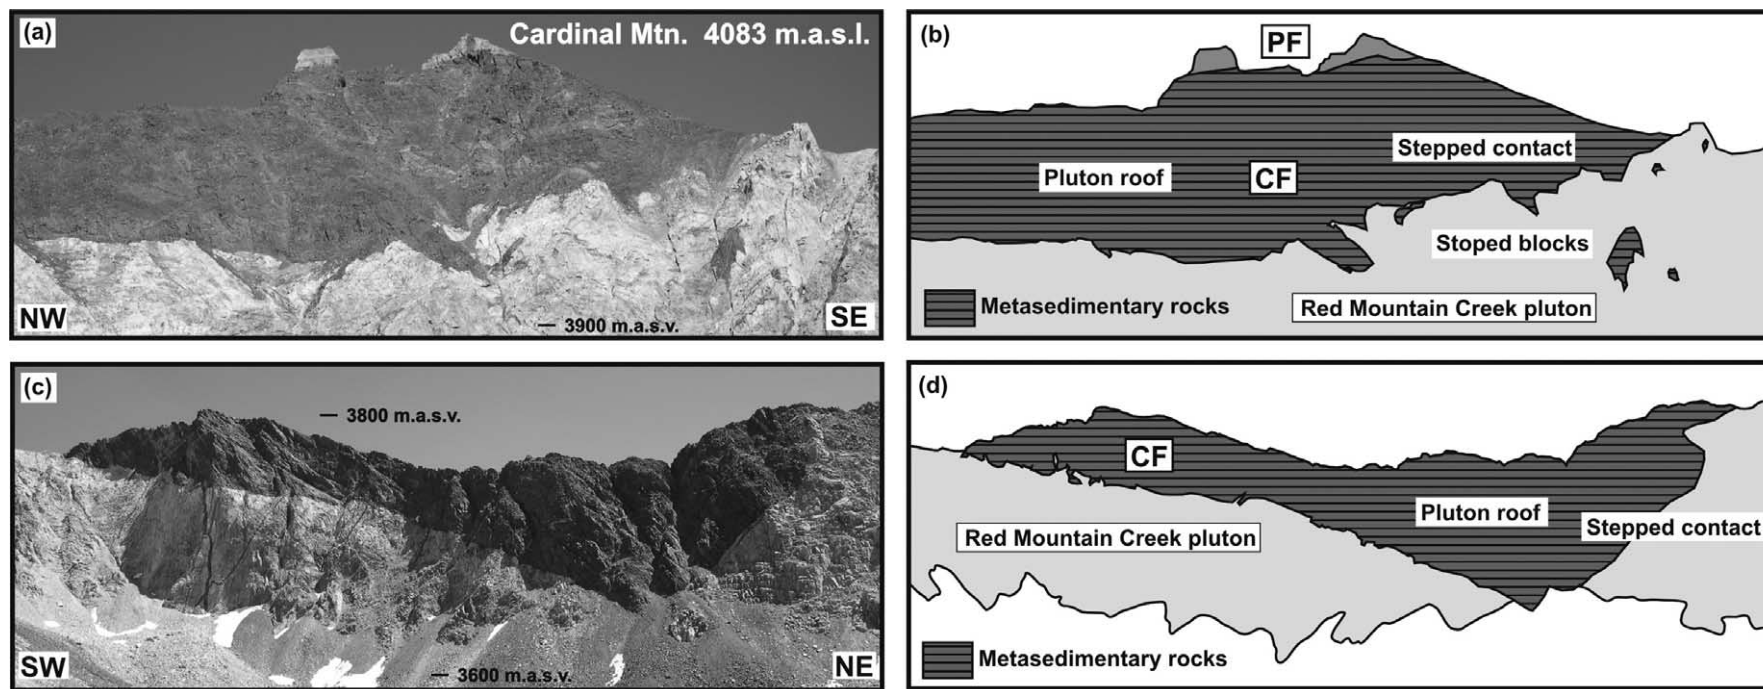 (a)
Cardinal Mtn. 4083 m.a.s.l.
NW
— 3900 m.a.s.v.
SE
(b)
PF
Stepped contact
Pluton roof
CF
Stoped blocks
Metasedimentary rocks
Red Mountain Creek pluton
(c)
— 3800 m.a.s.v.
SW
— 3600 m.a.s.v.
NE
(d)
CF
Pluton roof
Stepped contact
Red Mountain Creek pluton
Metasedimentary rocks